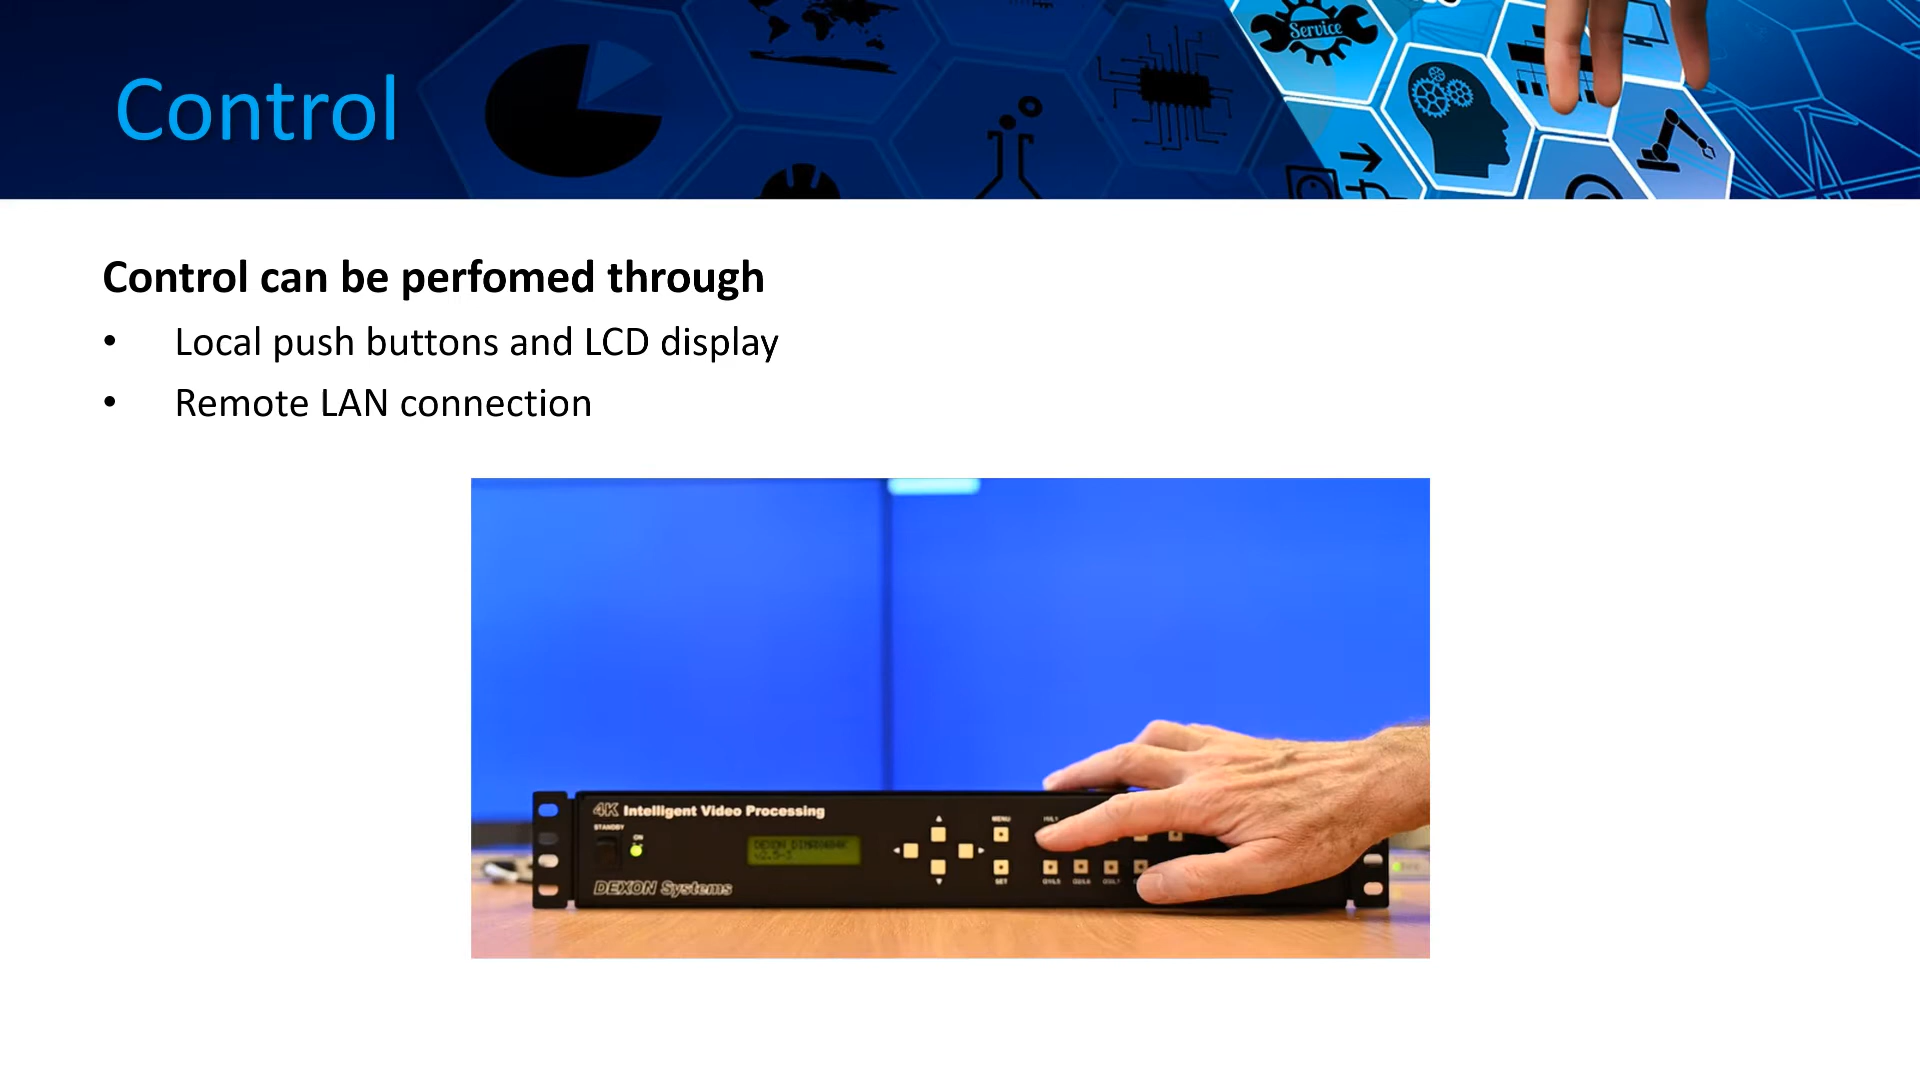 Service
Control
Control can be perfomed through
• Local push buttons and LCD display
• Remote LAN connection
4K Intelligent Video Processing
STANDBY
ON
MENU
SET
DEXON Systems